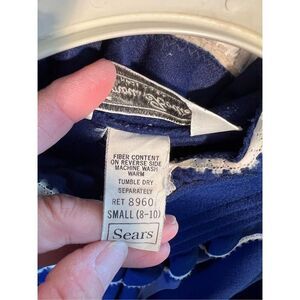 FIBER CONTENT
ON REVERSE SIDE
MACHINE WASH
WARM
TUMBLE DRY
SEPARATELY
RET 8960
SMALL (8-10)
Sears